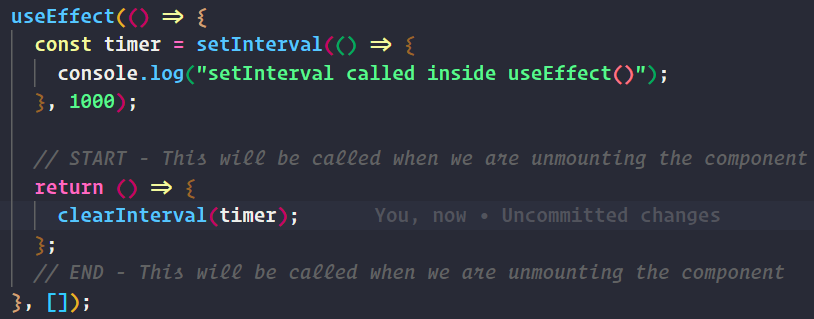 useEffect(() => {
const timer = setInterval(() => {
console.log("setInterval called inside useEffect()");
}, 1000);
// START - This will be called when we are unmounting the component
return () => {
clearInterval(timer); You, now • Uncommitted changes
};
// END - This will be called when we are unmounting the component
}, []);